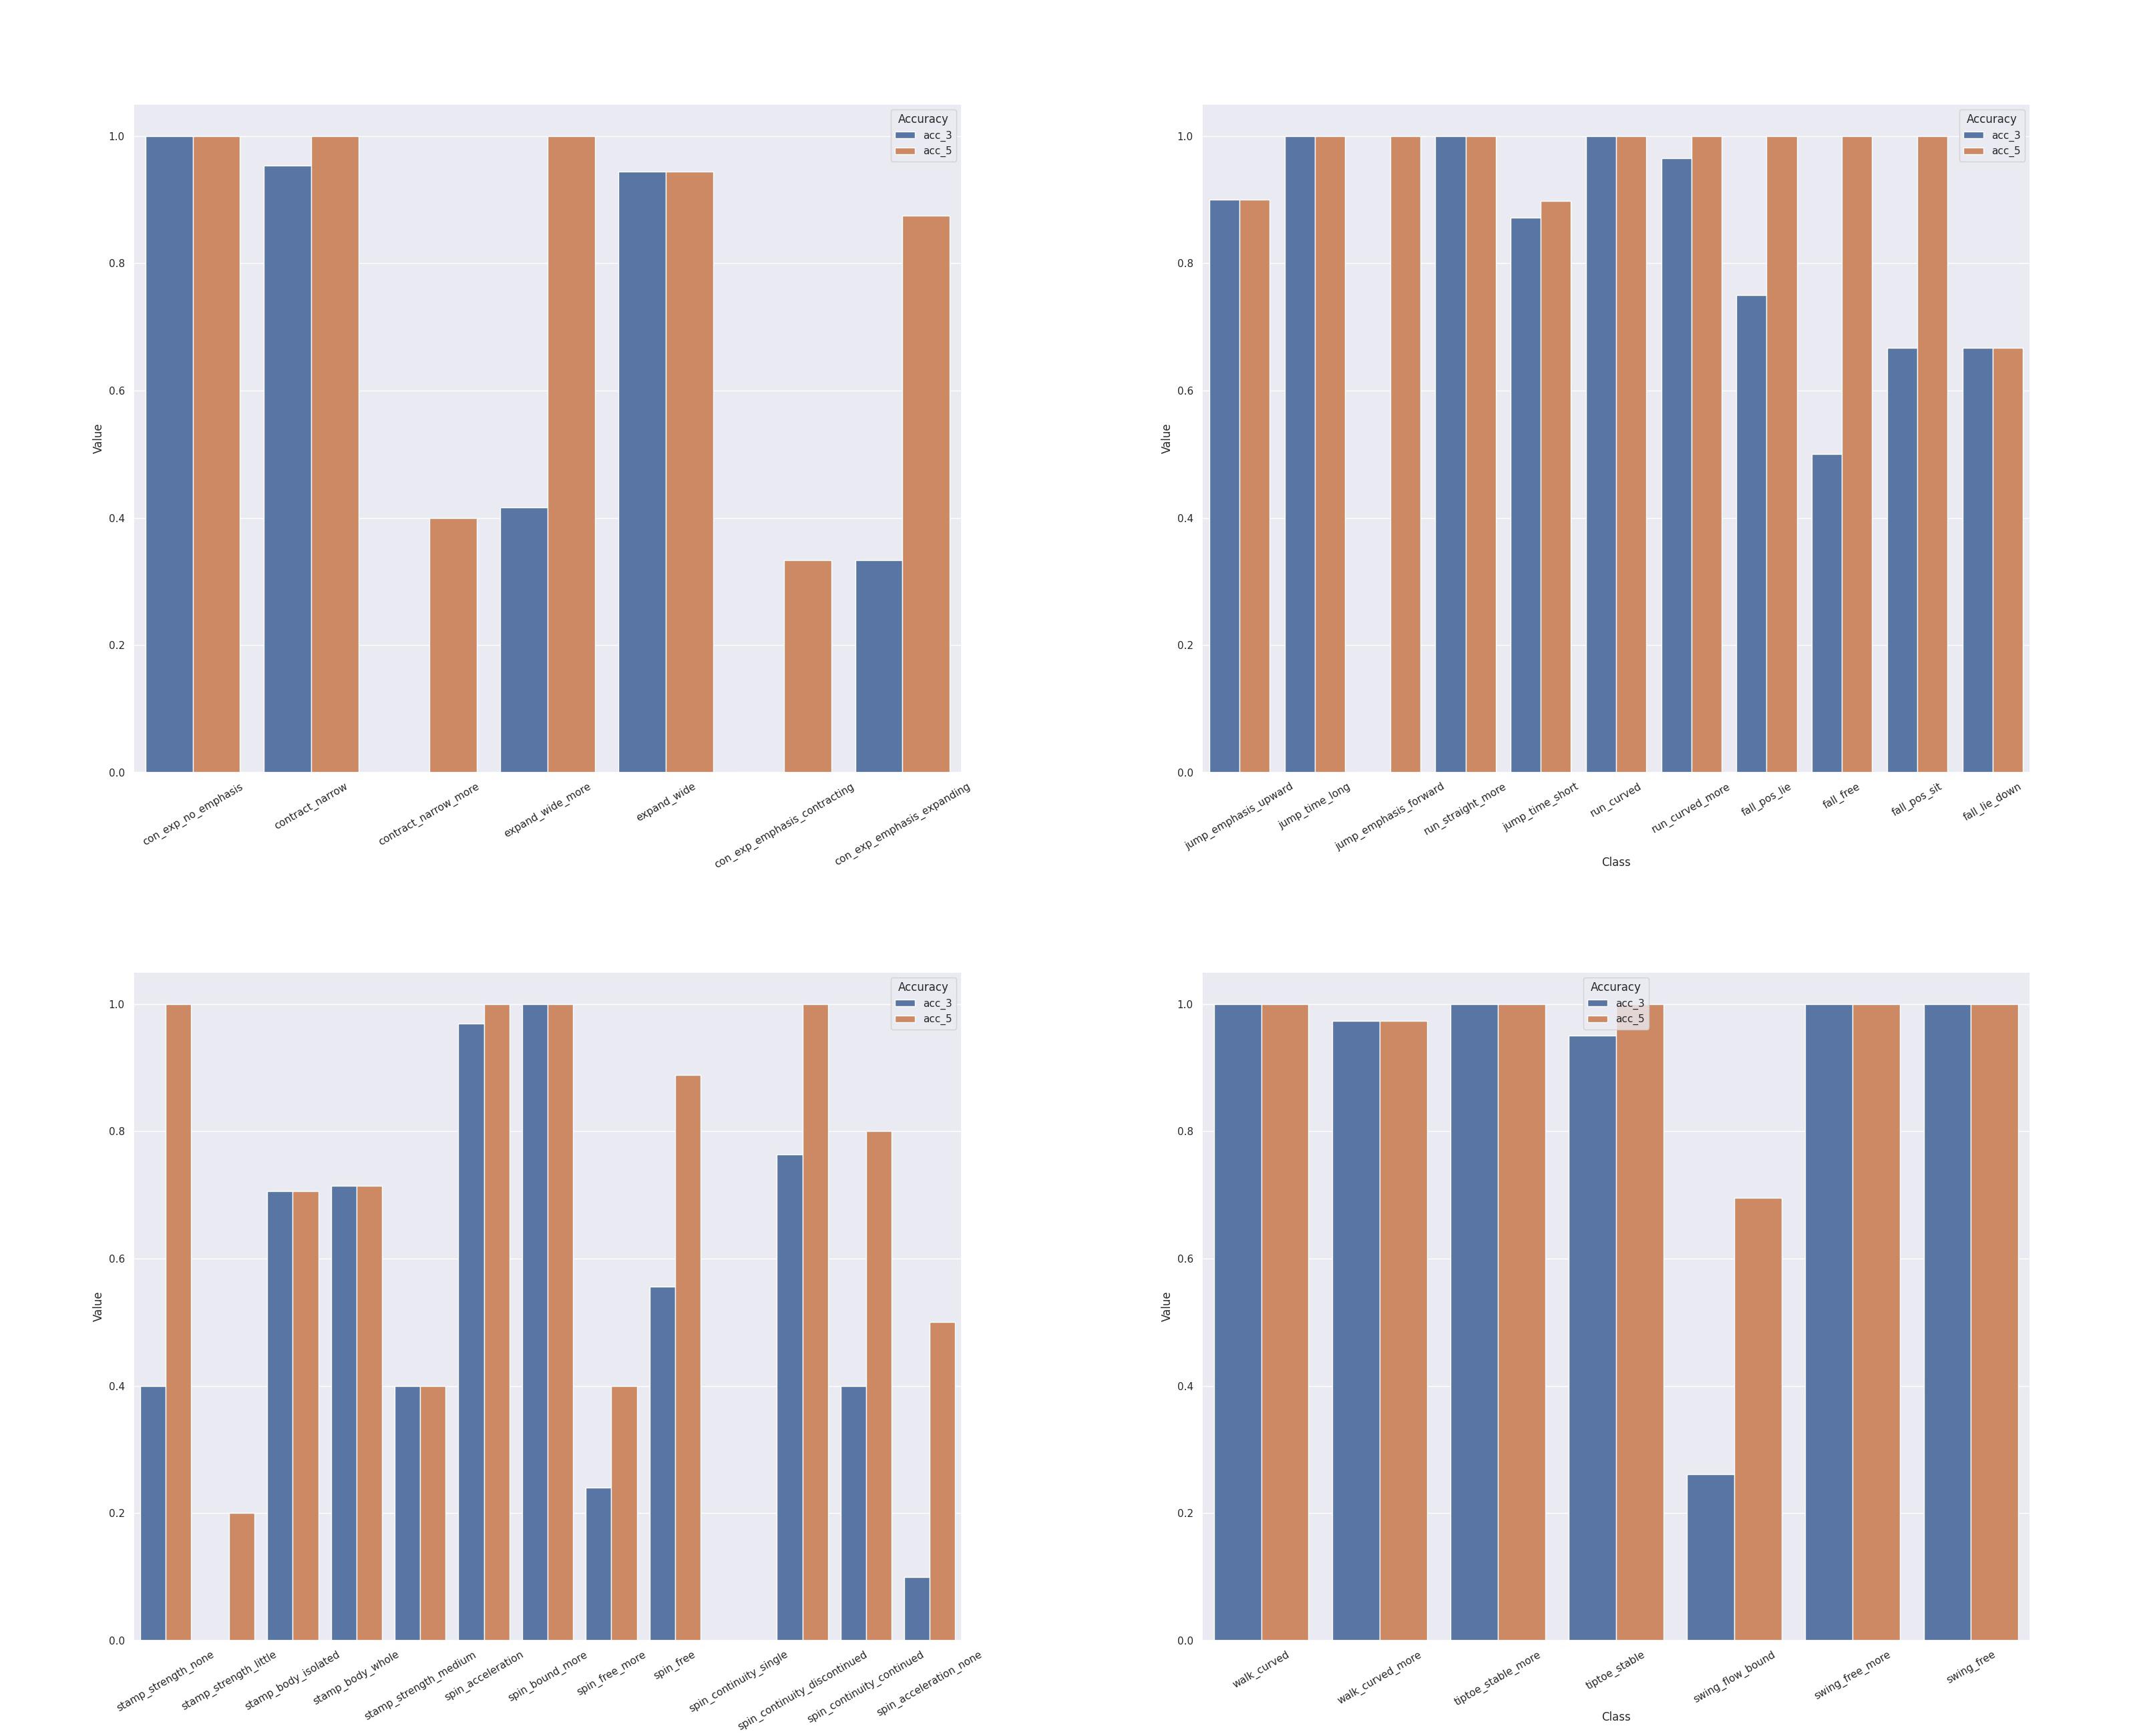 Accuracy
acc_3
acc_5
1.0
0.8
0.6
0.4
0.2
0.0
Value
con_exp_no_emphasis
contract_narrow
contract_narrow_more
expand_wide_more
expand_wide
con_exp_emphasis_contracting
con_exp_emphasis_expanding
Accuracy
acc_3
acc_5
1.0
0.8
0.6
0.4
0.2
0.0
Value
jump_emphasis_upward
jump_time_long
jump_emphasis_forward
run_straight_more
jump_time_short
run_curved
run_curved_more
fall_pos_lie
fall_free
fall_pos_sit
fall_lie_down
Class
Accuracy
acc_3
acc_5
1.0
0.8
0.6
0.4
0.2
0.0
Value
stamp_strength_none
stamp_strength_little
stamp_body_isolated
stamp_body_whole
stamp_strength_medium
spin_acceleration
spin_bound_more
spin_free_more
spin_free
spin_continuity_single
spin_continuity_discontinued
spin_continuity_continued
spin_acceleration_none
Accuracy
acc_3
acc_5
1.0
0.8
0.6
0.4
0.2
0.0
Value
walk_curved
walk_curved_more
tiptoe_stable_more
tiptoe_stable
swing_flow_bound
swing_free_more
swing_free
Class